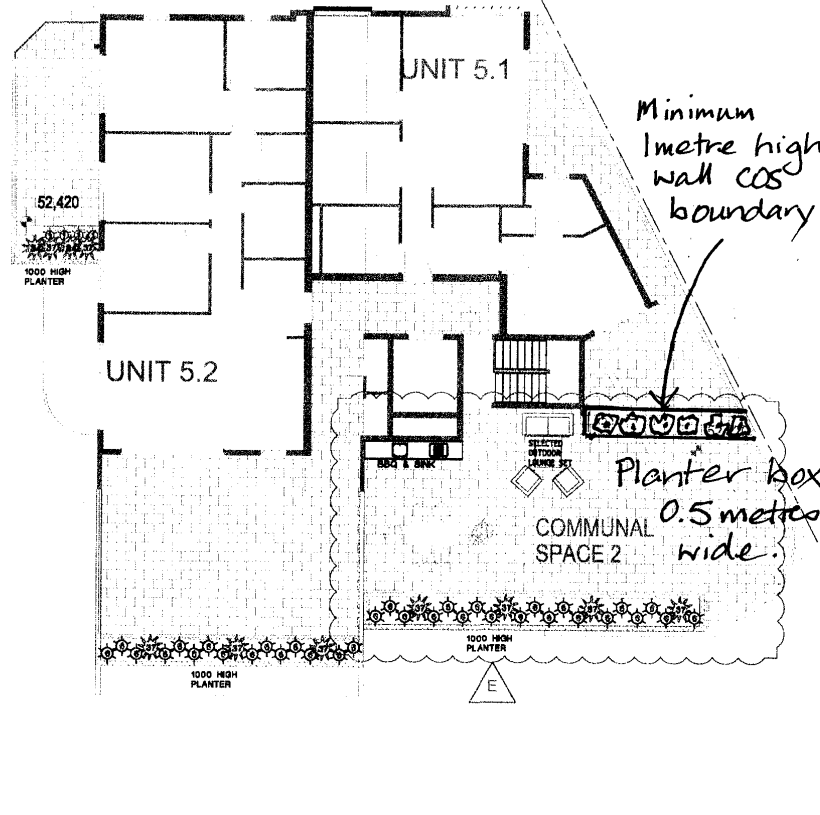 UNIT 5.1
Minimum
1metre high
wall COS
boundary
52,420
1000 HIGH
PLANTER
UNIT 5.2
SELECTED
OUTDOOR
LOUNGE SET
BBQ & SINK
Planter box
0.5 metres
wide.
COMMUNAL
SPACE 2
1000 HIGH
PLANTER
1000 HIGH
PLANTER
E